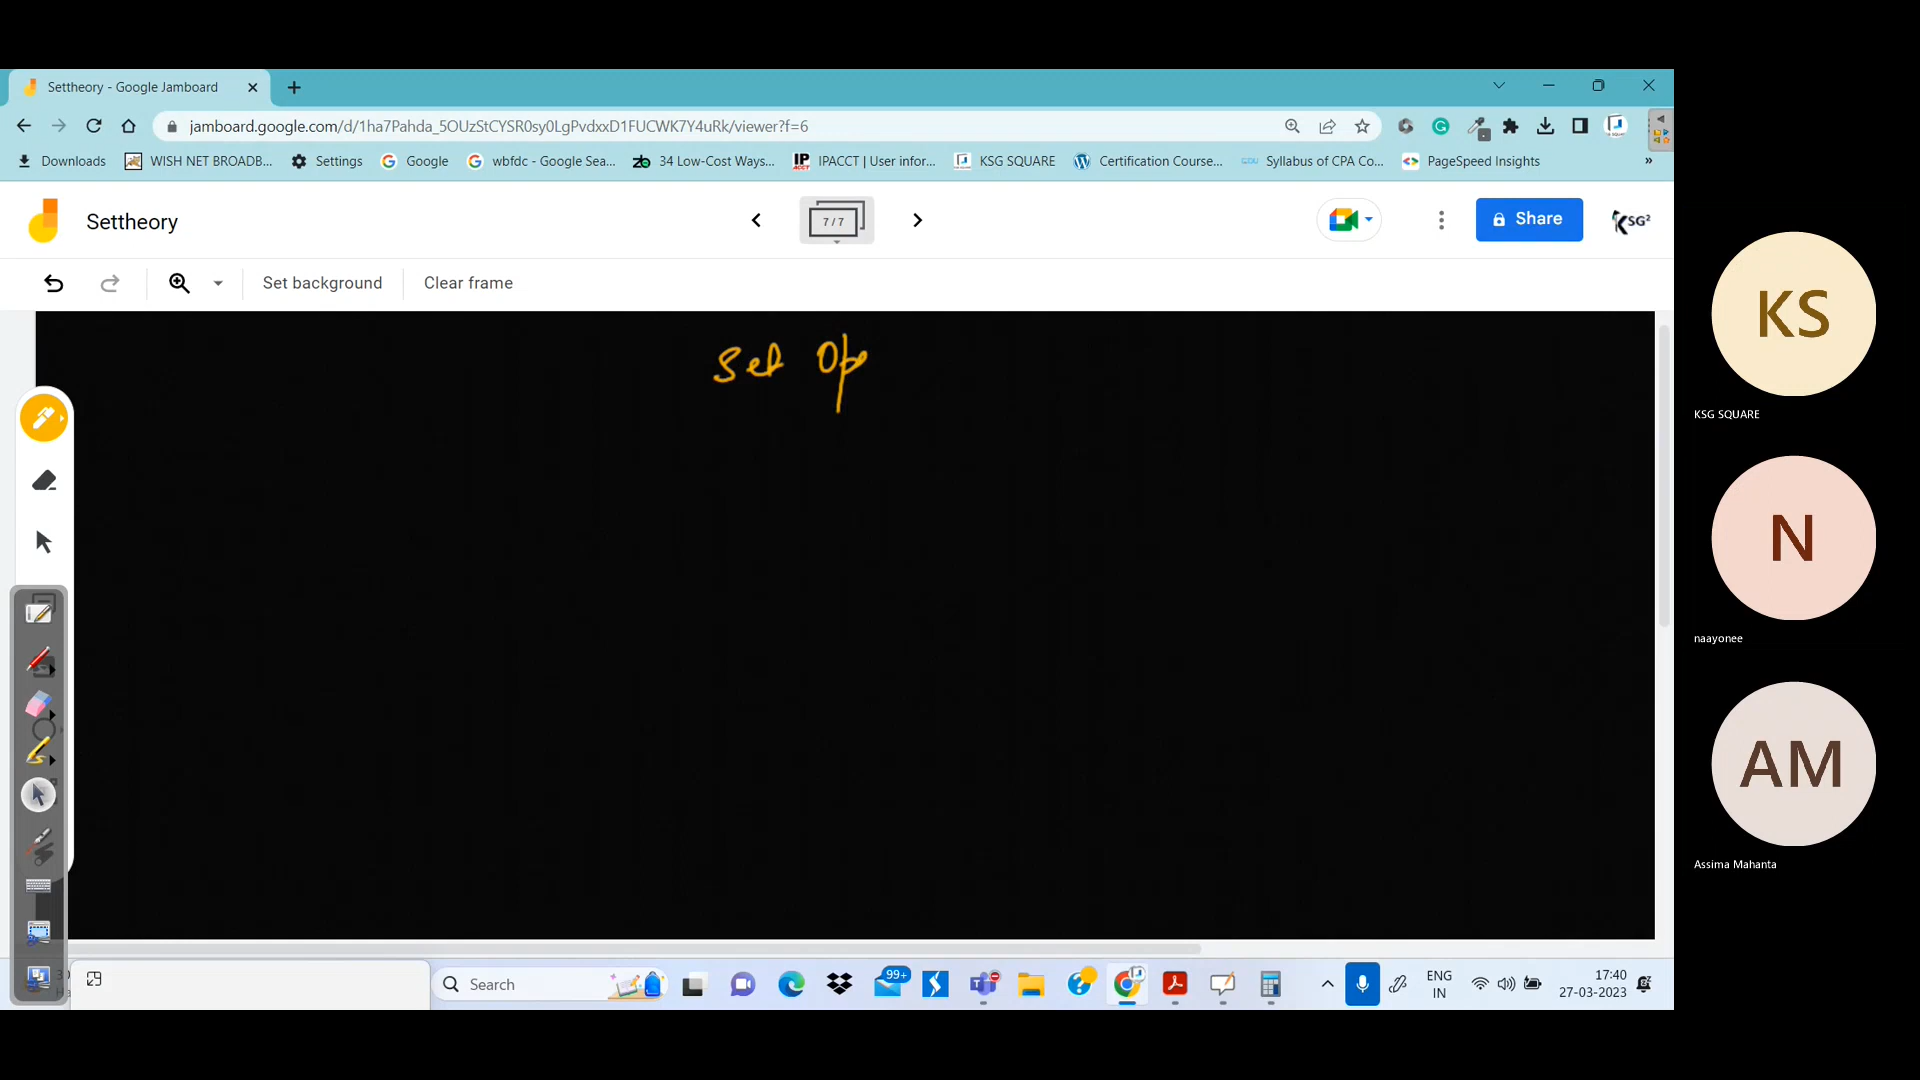 Settheory - Google Jamboard
jamboard.google.com/d/1ha7Pahda_5OUzStCYSR0sy0LgPvdxxD1FUCWK7Y4uRk/viewer?f=6
Downloads WISH NET BROADB... Settings Google wbfdc - Google Sea... 34 Low-Cost Ways... IPACCT | User infor... KSG SQUARE Certification Course... Syllabus of CPA Co... PageSpeed Insights »
Settheory 7 / 7 Share KSG²
Set background Clear frame
Set Ope
KS
KSG SQUARE
N
naayonee
AM
Assima Mahanta
Search 99+ ENG IN 17:40 27-03-2023